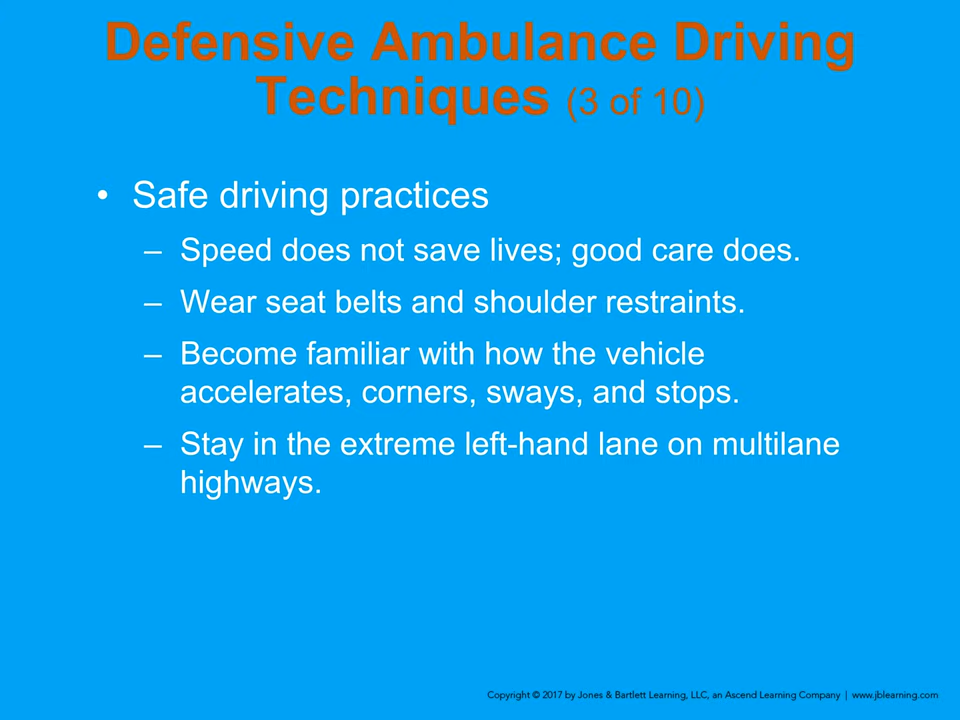 Defensive Ambulance Driving
Techniques (3 of 10)
• Safe driving practices
– Speed does not save lives; good care does.
– Wear seat belts and shoulder restraints.
– Become familiar with how the vehicle
accelerates, corners, sways, and stops.
– Stay in the extreme left-hand lane on multilane
highways.
Copyright © 2017 by Jones & Bartlett Learning, LLC, an Ascend Learning Company | www.jblearning.com